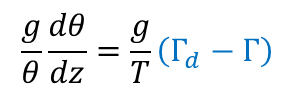 g/θ dθ/dz = g/T (Γ_d − Γ)